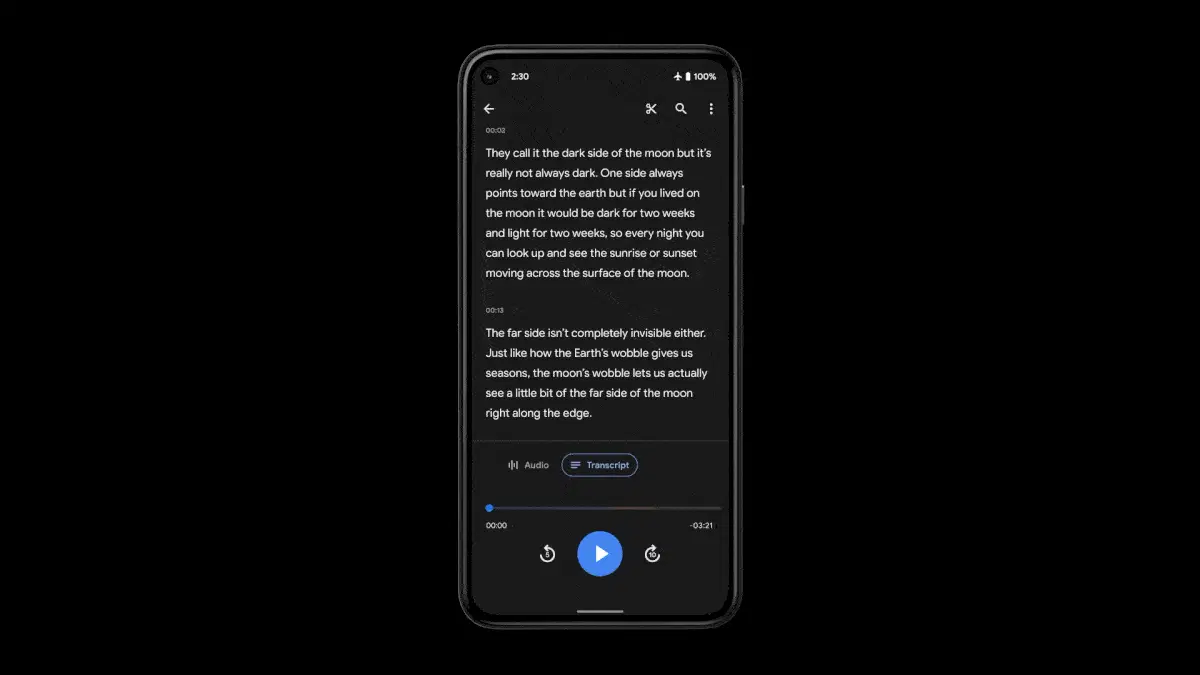 2:30
100%
00:02
They call it the dark side of the moon but it's
really not always dark. One side always
points toward the earth but if you lived on
the moon it would be dark for two weeks
and light for two weeks, so every night you
can look up and see the sunrise or sunset
moving across the surface of the moon.
00:13
The far side isn't completely invisible either.
Just like how the Earth's wobble gives us
seasons, the moon's wobble lets us actually
see a little bit of the far side of the moon
right along the edge.
Audio
Transcript
00:00
-03:21
5
10